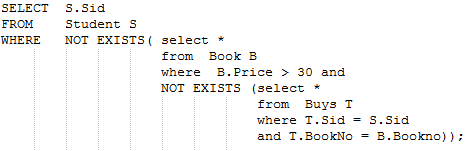 SELECT S.Sid
FROM Student S
WHERE NOT EXISTS( select *
from Book B
where B.Price > 30 and
NOT EXISTS (select *
from Buys T
where T.Sid = S.Sid
and T.BookNo = B.Bookno));